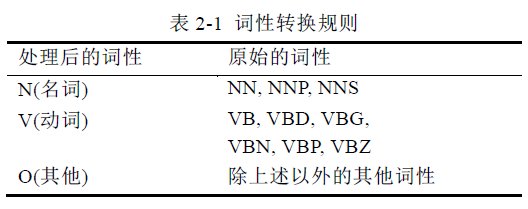 表 2-1 词性转换规则
处理后的词性 原始的词性
N(名词) NN, NNP, NNS
V(动词) VB, VBD, VBG,
VBN, VBP, VBZ
O(其他) 除上述以外的其他词性